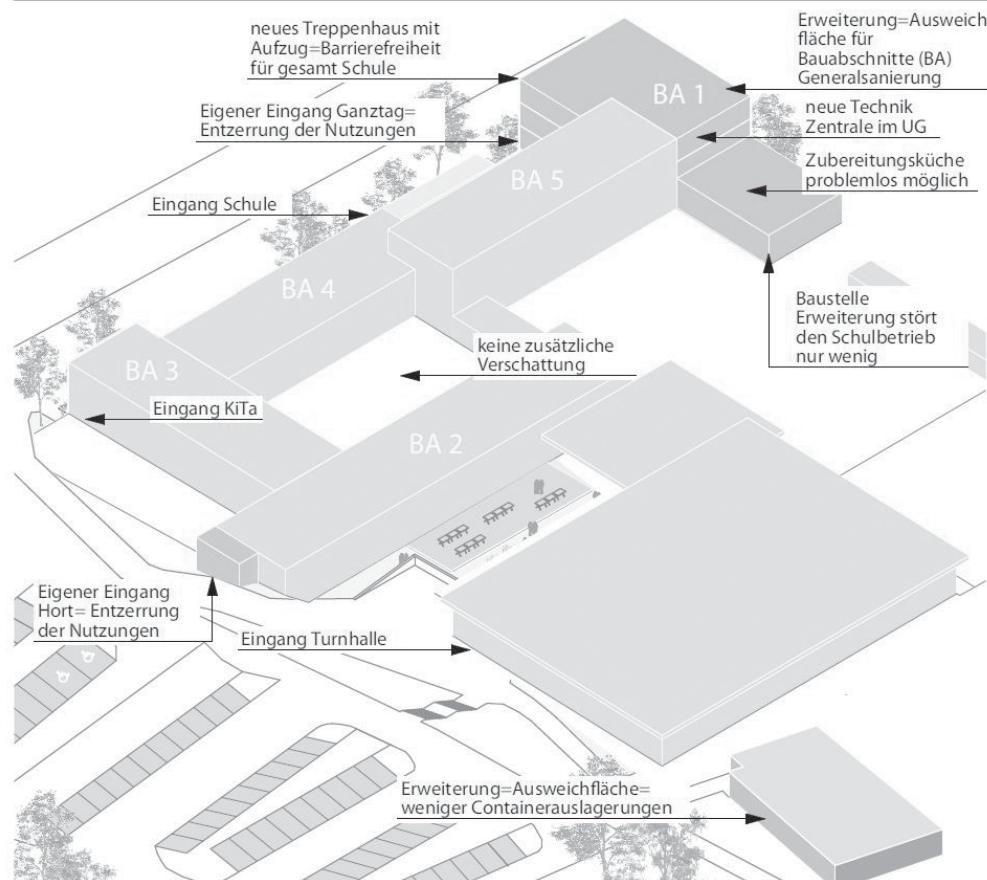 neues Treppenhaus mit
Aufzug=Barrierefreiheit
für gesamt Schule
Erweiterung=Ausweich
fläche für
Bauabschnitte (BA)
Generalsanierung
BA 1
Eigener Eingang Ganztag=
Entzerrung der Nutzungen
neue Technik
Zentrale im UG
Zubereitungsküche
problemlos möglich
BA 5
Eingang Schule
BA 4
Baustelle
Erweiterung stört
den Schulbetrieb
nur wenig
keine zusätzliche
Verschattung
BA 3
Eingang KiTa
BA 2
Eigener Eingang
Hort= Entzerrung
der Nutzungen
Eingang Turnhalle
Erweiterung=Ausweichfläche=
weniger Containerauslagerungen